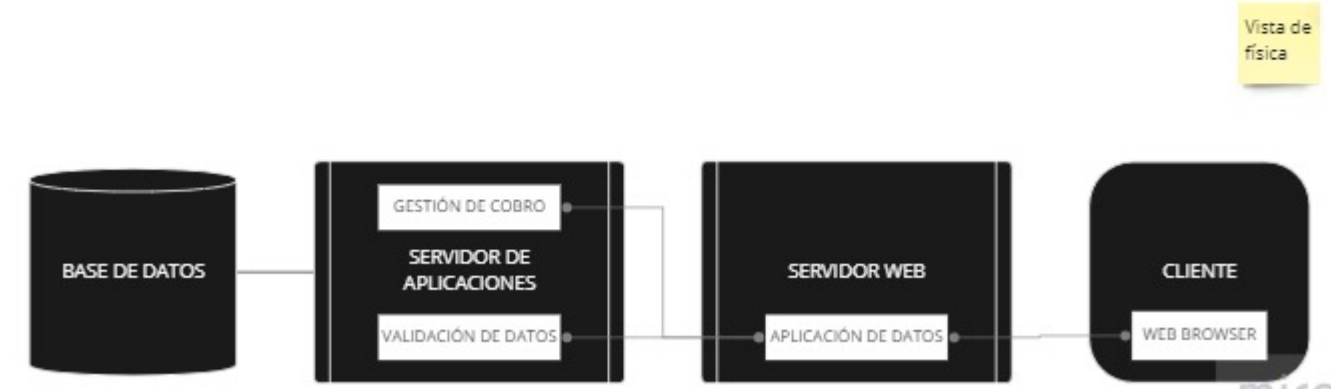 Vista de
física
BASE DE DATOS
GESTIÓN DE COBRO
SERVIDOR DE
APLICACIONES
VALIDACIÓN DE DATOS
SERVIDOR WEB
APLICACIÓN DE DATOS
CLIENTE
WEB BROWSER